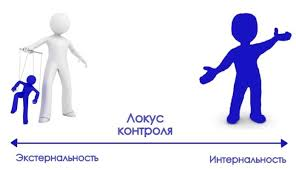 Локус
контроля
Экстернальность
Интернальность